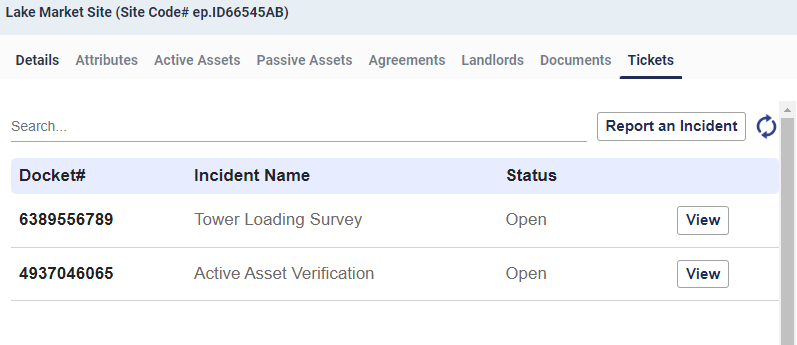 Lake Market Site (Site Code# ep.ID66545AB)
Details Attributes Active Assets Passive Assets Agreements Landlords Documents Tickets
Search... Report an Incident
Docket# Incident Name Status
6389556789 Tower Loading Survey Open View
4937046065 Active Asset Verification Open View